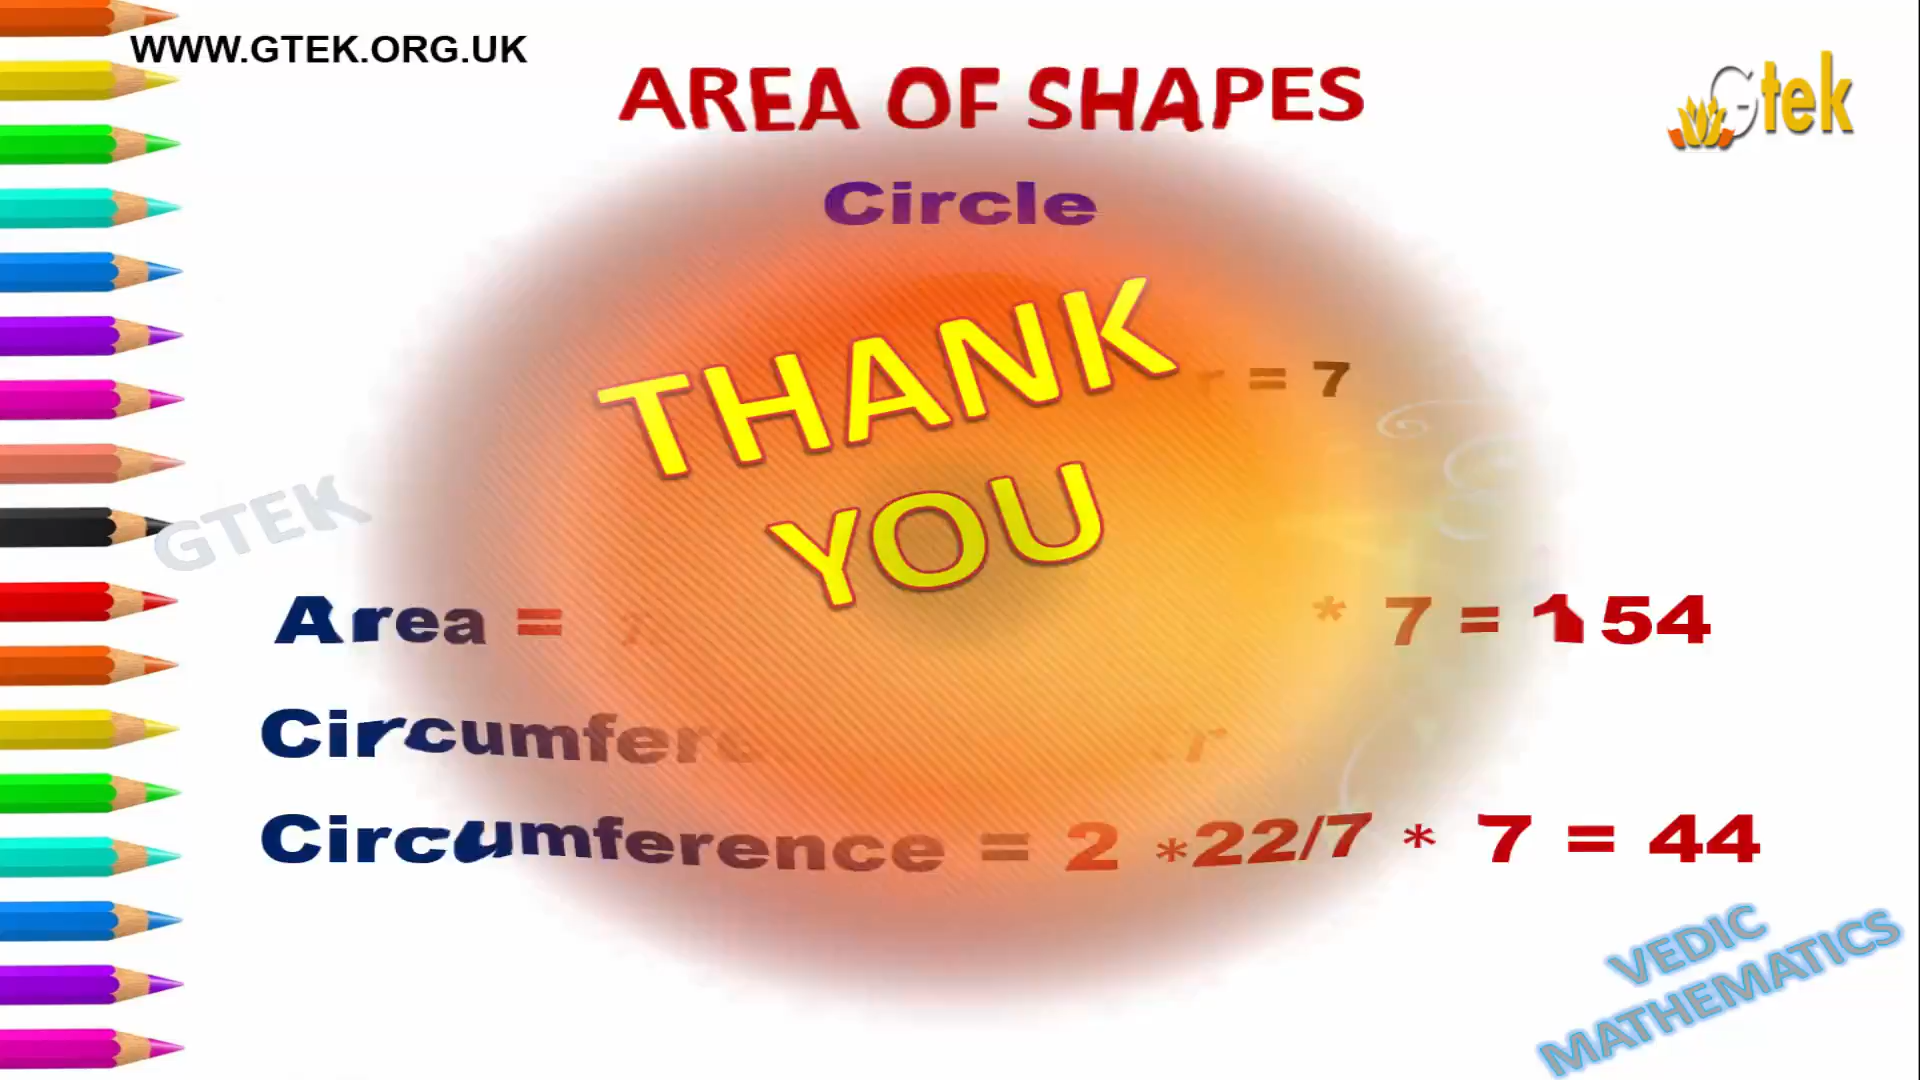 WWW.GTEK.ORG.UK
AREA OF SHAPES
Gtek
Circle
THANK
r = 7
YOU
GTEK
Area = * 7 = 154
r
Circumference = 2 *22/7 * 7 = 44
VEDIC
MATHEMATICS